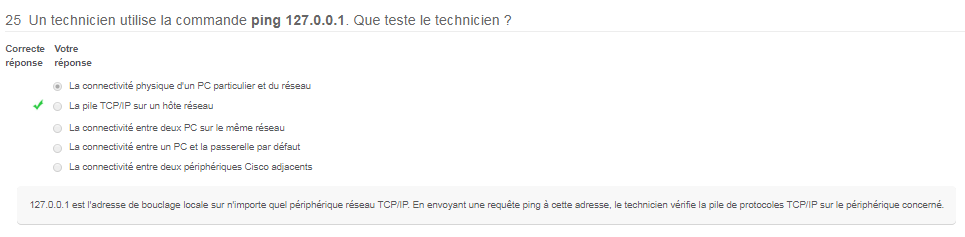 25 Un technicien utilise la commande ping 127.0.0.1. Que teste le technicien ?
Correcte réponse
Votre réponse
La connectivité physique d'un PC particulier et du réseau
La pile TCP/IP sur un hôte réseau
La connectivité entre deux PC sur le même réseau
La connectivité entre un PC et la passerelle par défaut
La connectivité entre deux périphériques Cisco adjacents
127.0.0.1 est l'adresse de bouclage locale sur n'importe quel périphérique réseau TCP/IP. En envoyant une requête ping à cette adresse, le technicien vérifie la pile de protocoles TCP/IP sur le périphérique concerné.